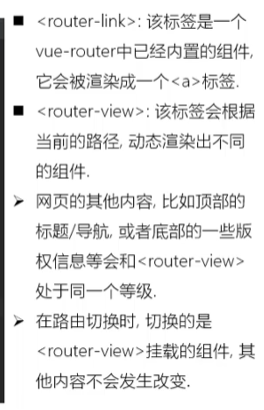 ■ <router-link>: 该标签是一个
vue-router中已经内置的组件,
它会被渲染成一个<a>标签.
■ <router-view>: 该标签会根据
当前的路径, 动态渲染出不同
的组件.
➢ 网页的其他内容, 比如顶部的
标题/导航, 或者底部的一些版
权信息等会和<router-view>
处于同一个等级.
➢ 在路由切换时, 切换的是
<router-view>挂载的组件, 其
他内容不会发生改变.